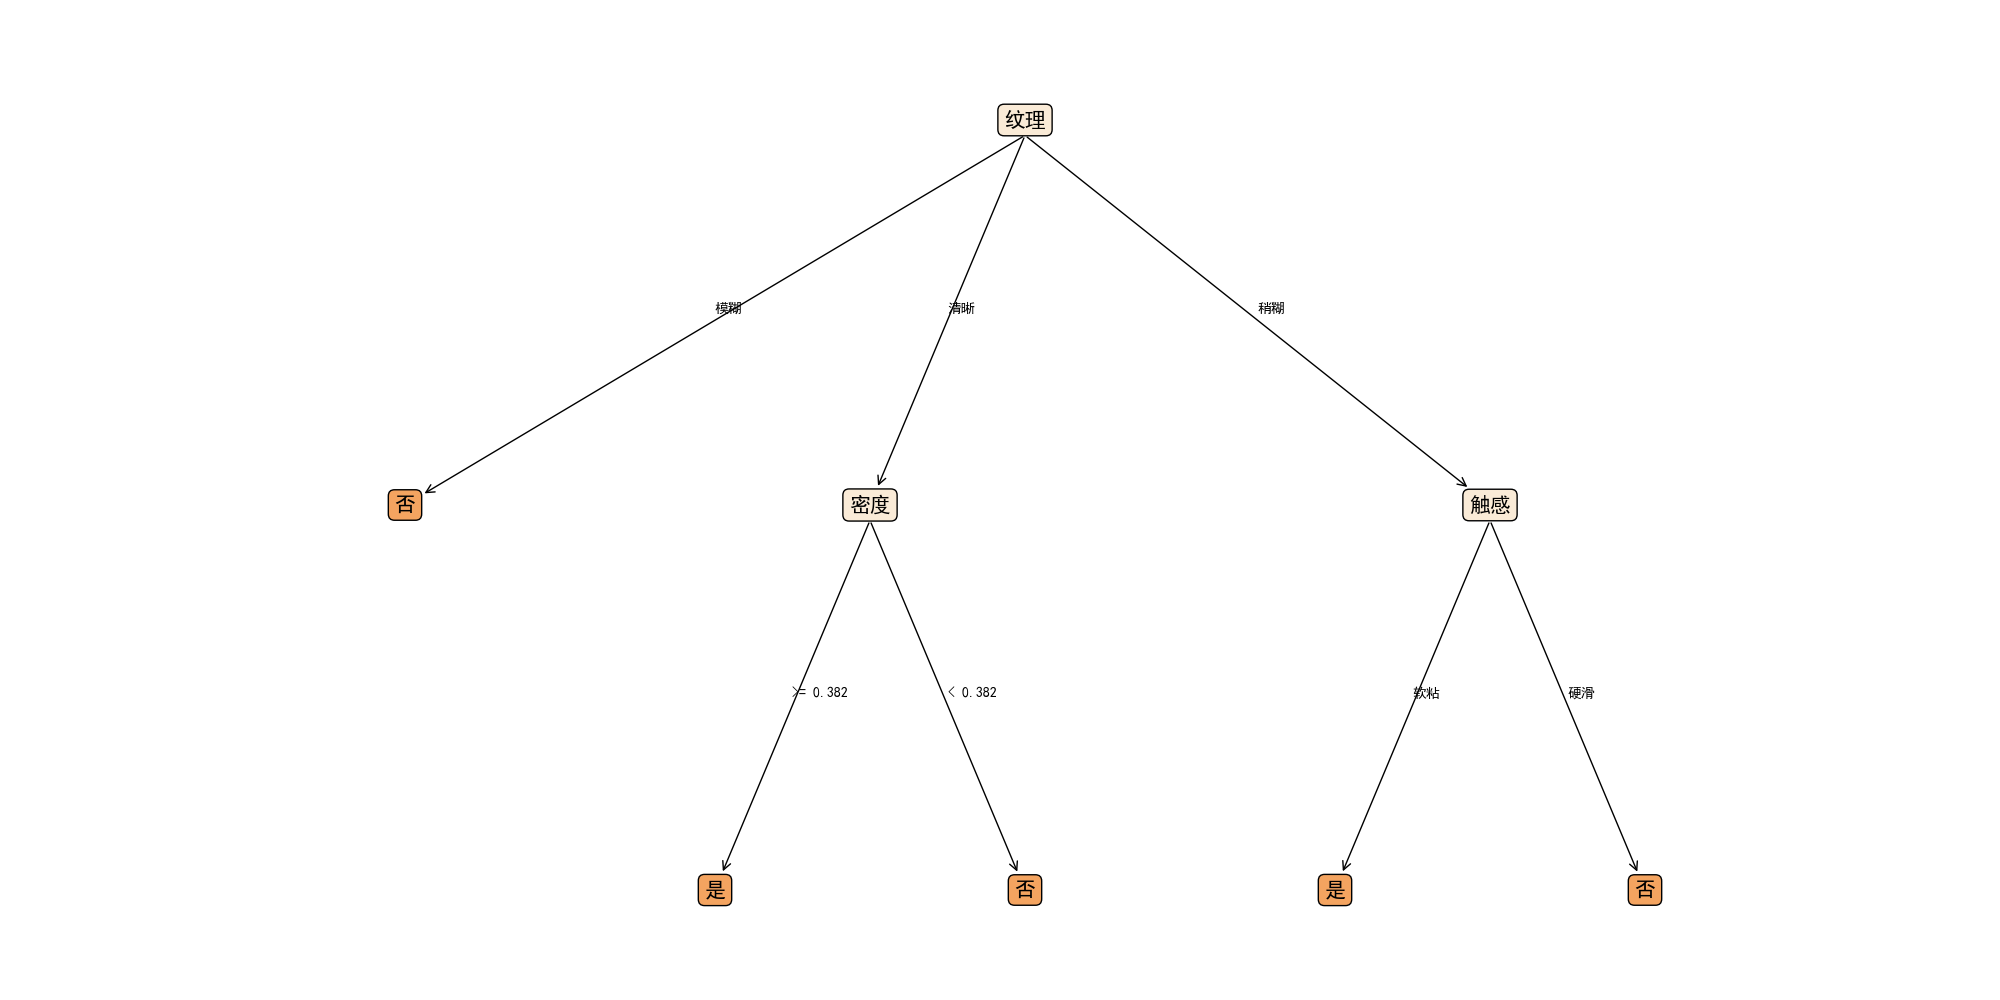 纹理
模糊
清晰
稍糊
否
密度
触感
>= 0.382
< 0.382
软粘
硬滑
是
否
是
否